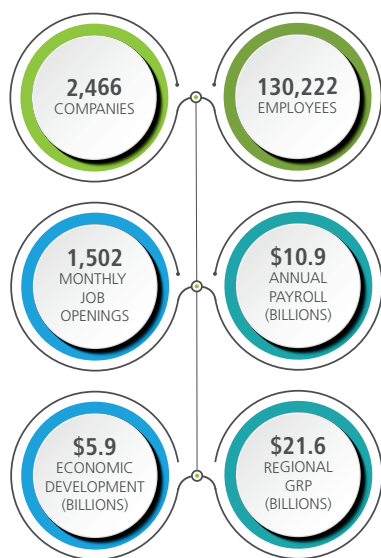 2,466
COMPANIES
130,222
EMPLOYEES
1,502
MONTHLY
JOB
OPENINGS
$10.9
ANNUAL
PAYROLL
(BILLIONS)
$5.9
ECONOMIC
DEVELOPMENT
(BILLIONS)
$21.6
REGIONAL
GRP
(BILLIONS)